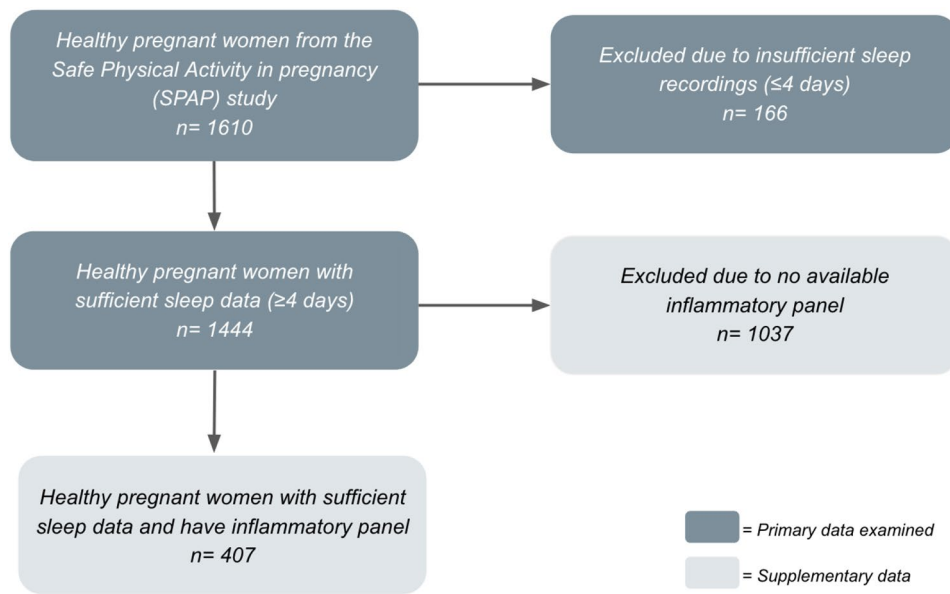 Healthy pregnant women from the
Safe Physical Activity in pregnancy
(SPAP) study
n= 1610
Excluded due to insufficient sleep
recordings (≤4 days)
n= 166
Healthy pregnant women with
sufficient sleep data (≥4 days)
n= 1444
Excluded due to no available
inflammatory panel
n= 1037
Healthy pregnant women with sufficient
sleep data and have inflammatory panel
n= 407
= Primary data examined
= Supplementary data